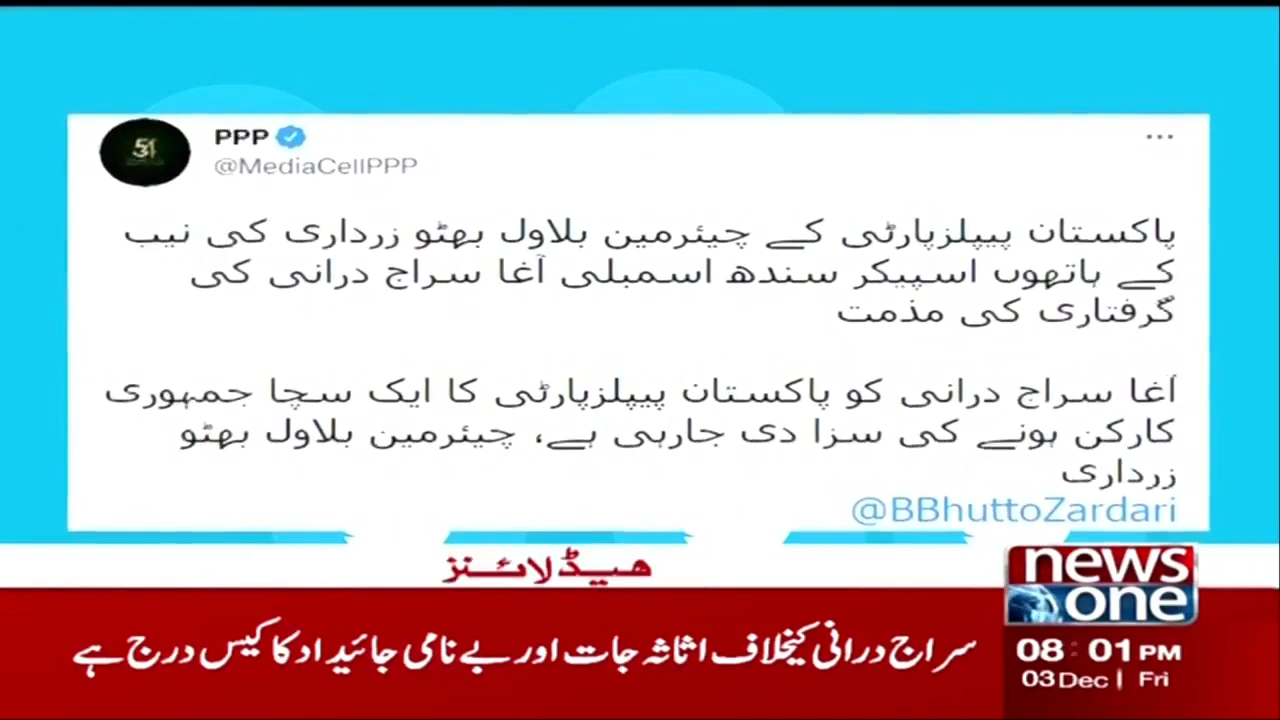 PPP
@MediaCellPPP
پاکستان پیپلزپارٹی کے چیئرمین بلاول بھٹو زرداری کی نیب
کے ہاتھوں اسپیکر سندھ اسمبلی آغا سراج درانی کی
گرفتاری کی مذمت
آغا سراج درانی کو پاکستان پیپلزپارٹی کا ایک سچا جمہوری
کارکن ہونے کی سزا دی جارہی ہے، چیئرمین بلاول بھٹو
زرداری
@BBhuttoZardari
ھیڈلائنز
news
one
سراج درانی کیخلاف اثاثہ جات اور بے نامی جائیداد کا کیس درج ہے
08:01 PM
03 Dec | Fri